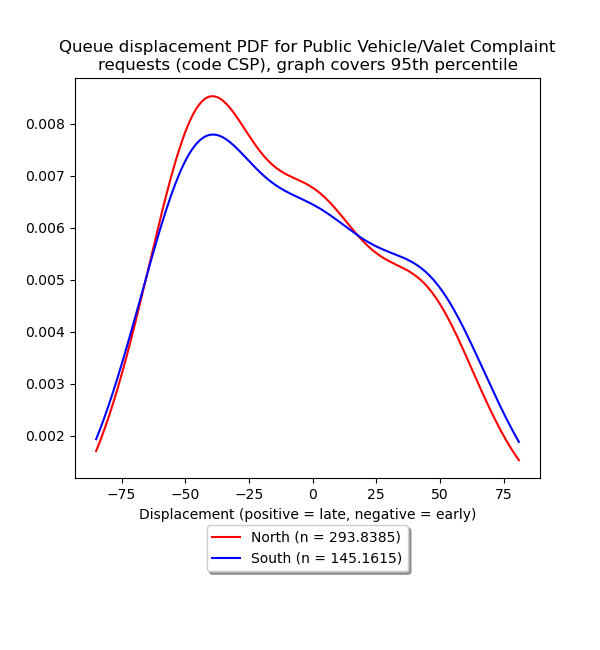 Queue displacement PDF for Public Vehicle/Valet Complaint
requests (code CSP), graph covers 95th percentile
0.008
0.007
0.006
0.005
0.004
0.003
0.002
−75 −50 −25 0 25 50 75
Displacement (positive = late, negative = early)
North (n = 293.8385)
South (n = 145.1615)